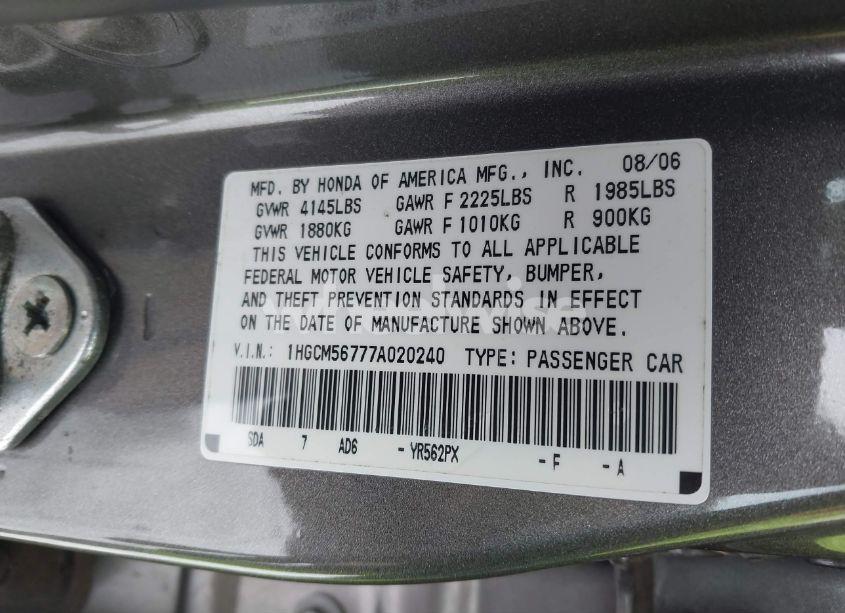 MFD. BY HONDA OF AMERICA MFG., INC. 08/06
GVWR 4145LBS GAWR F 2225LBS R 1985LBS
GVWR 1880KG GAWR F 1010KG R 900KG
THIS VEHICLE CONFORMS TO ALL APPLICABLE
FEDERAL MOTOR VEHICLE SAFETY, BUMPER,
AND THEFT PREVENTION STANDARDS IN EFFECT
ON THE DATE OF MANUFACTURE SHOWN ABOVE.
V.I.N.: 1HGCM56777A020240 TYPE: PASSENGER CAR
SDA 7 AD6 - YR562PX - F - A